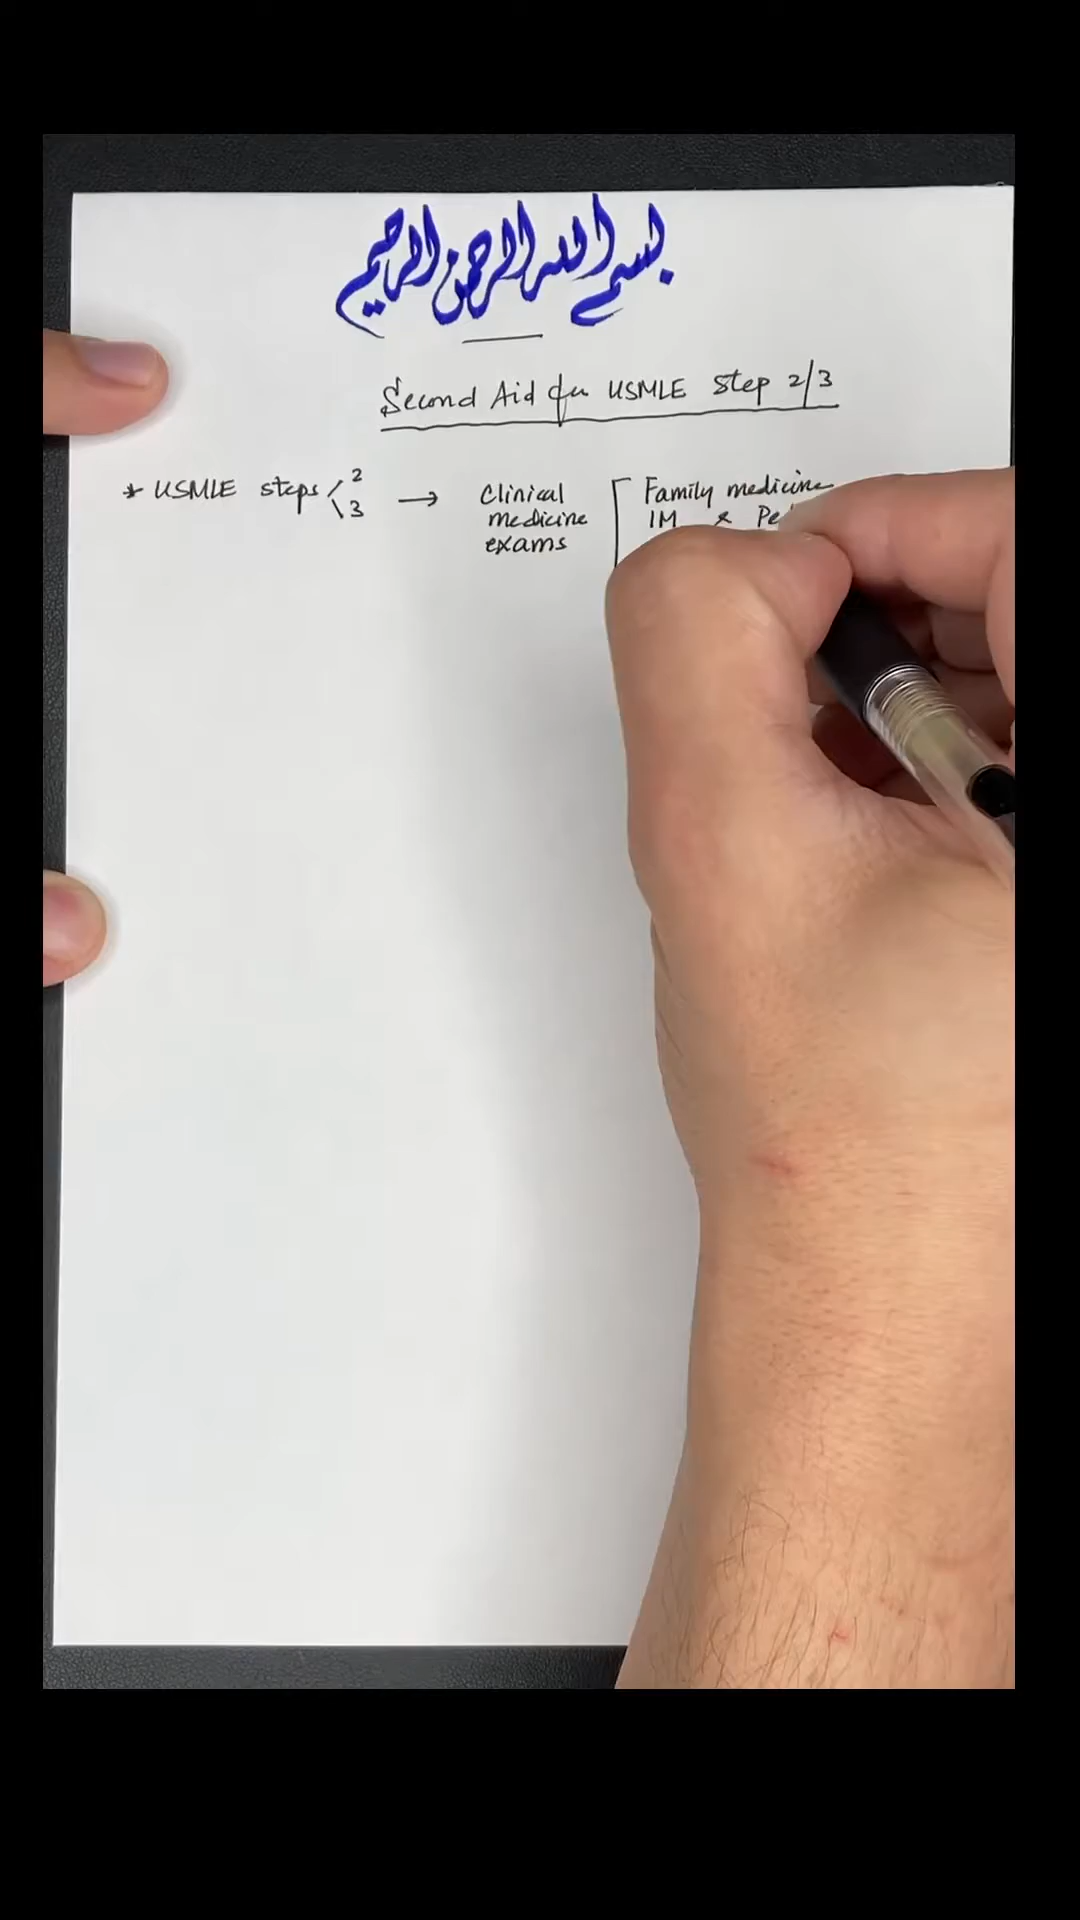 بسم الله الرحمن الرحيم
Second Aid for USMLE Step 2/3
* USMLE steps 2 3 → Clinical medicine exams
Family medicine
IM &